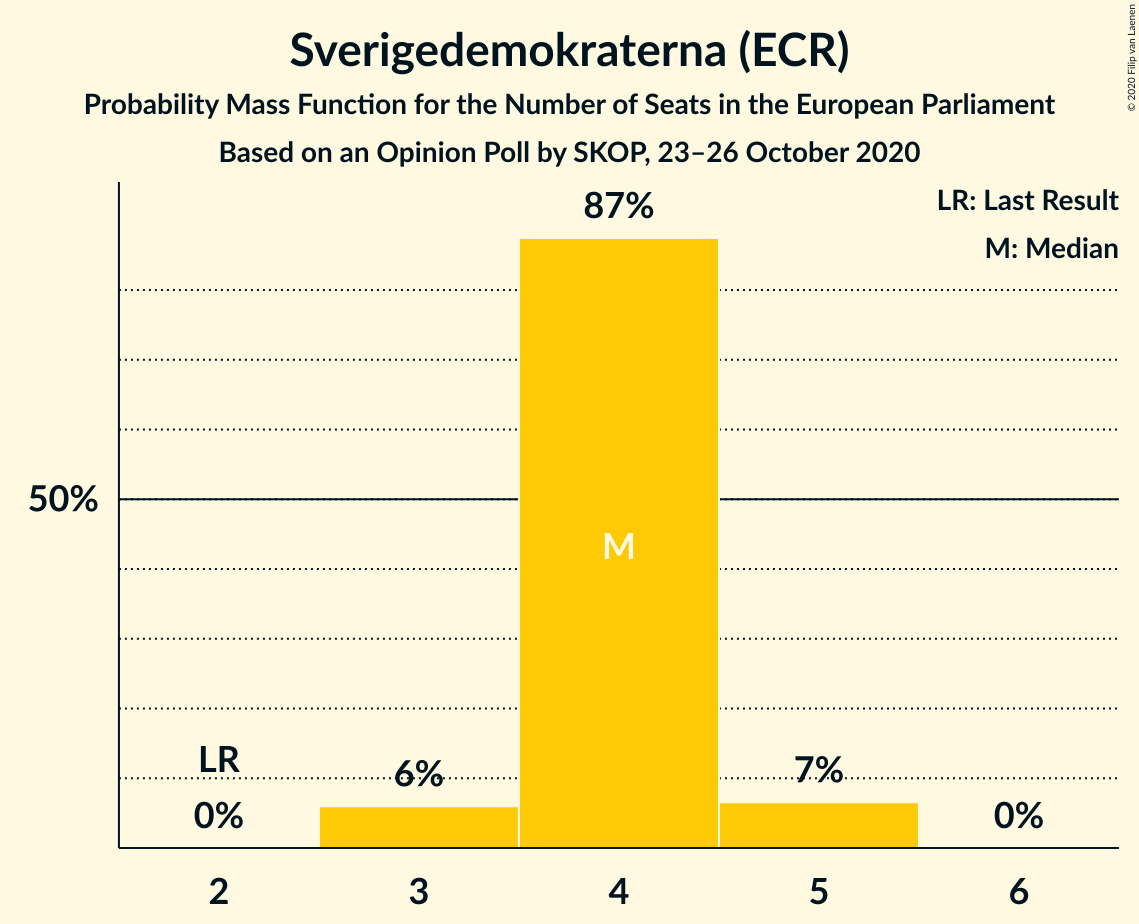 Sverigedemokraterna (ECR)
Probability Mass Function for the Number of Seats in the European Parliament
Based on an Opinion Poll by SKOP, 23–26 October 2020
© 2020 Filip van Laenen
LR: Last Result
M: Median
87%
50%
M
LR
0%
6%
7%
0%
2 3 4 5 6